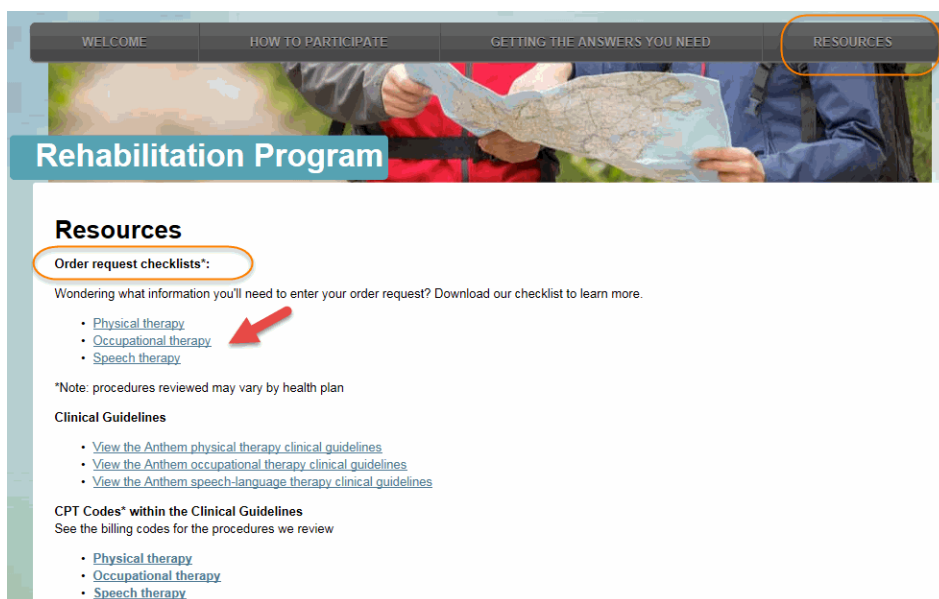 WELCOME
HOW TO PARTICIPATE
GETTING THE ANSWERS YOU NEED
RESOURCES
Rehabilitation Program
Resources
Order request checklists*:
Wondering what information you'll need to enter your order request? Download our checklist to learn more.
• Physical therapy
• Occupational therapy
• Speech therapy
*Note: procedures reviewed may vary by health plan
Clinical Guidelines
• View the Anthem physical therapy clinical guidelines
• View the Anthem occupational therapy clinical guidelines
• View the Anthem speech-language therapy clinical guidelines
CPT Codes* within the Clinical Guidelines
See the billing codes for the procedures we review
• Physical therapy
• Occupational therapy
• Speech therapy